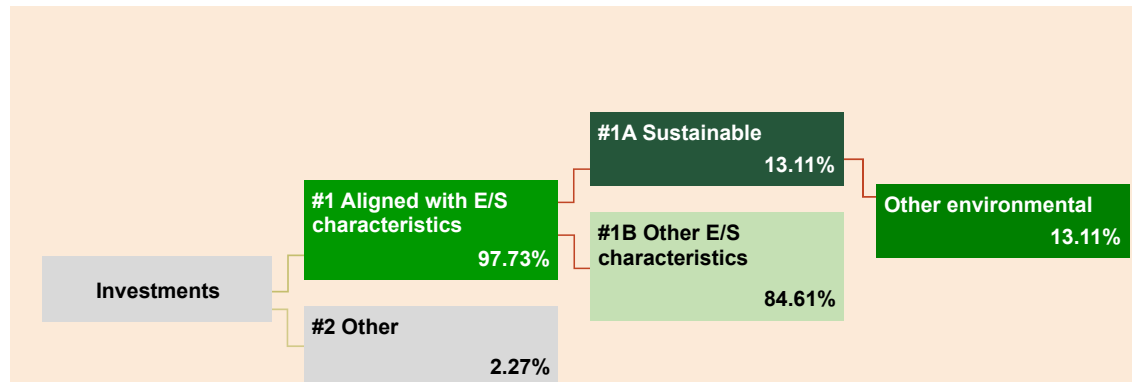 Investments
#1 Aligned with E/S
characteristics
97.73%
#2 Other
2.27%
#1A Sustainable
13.11%
#1B Other E/S
characteristics
84.61%
Other environmental
13.11%